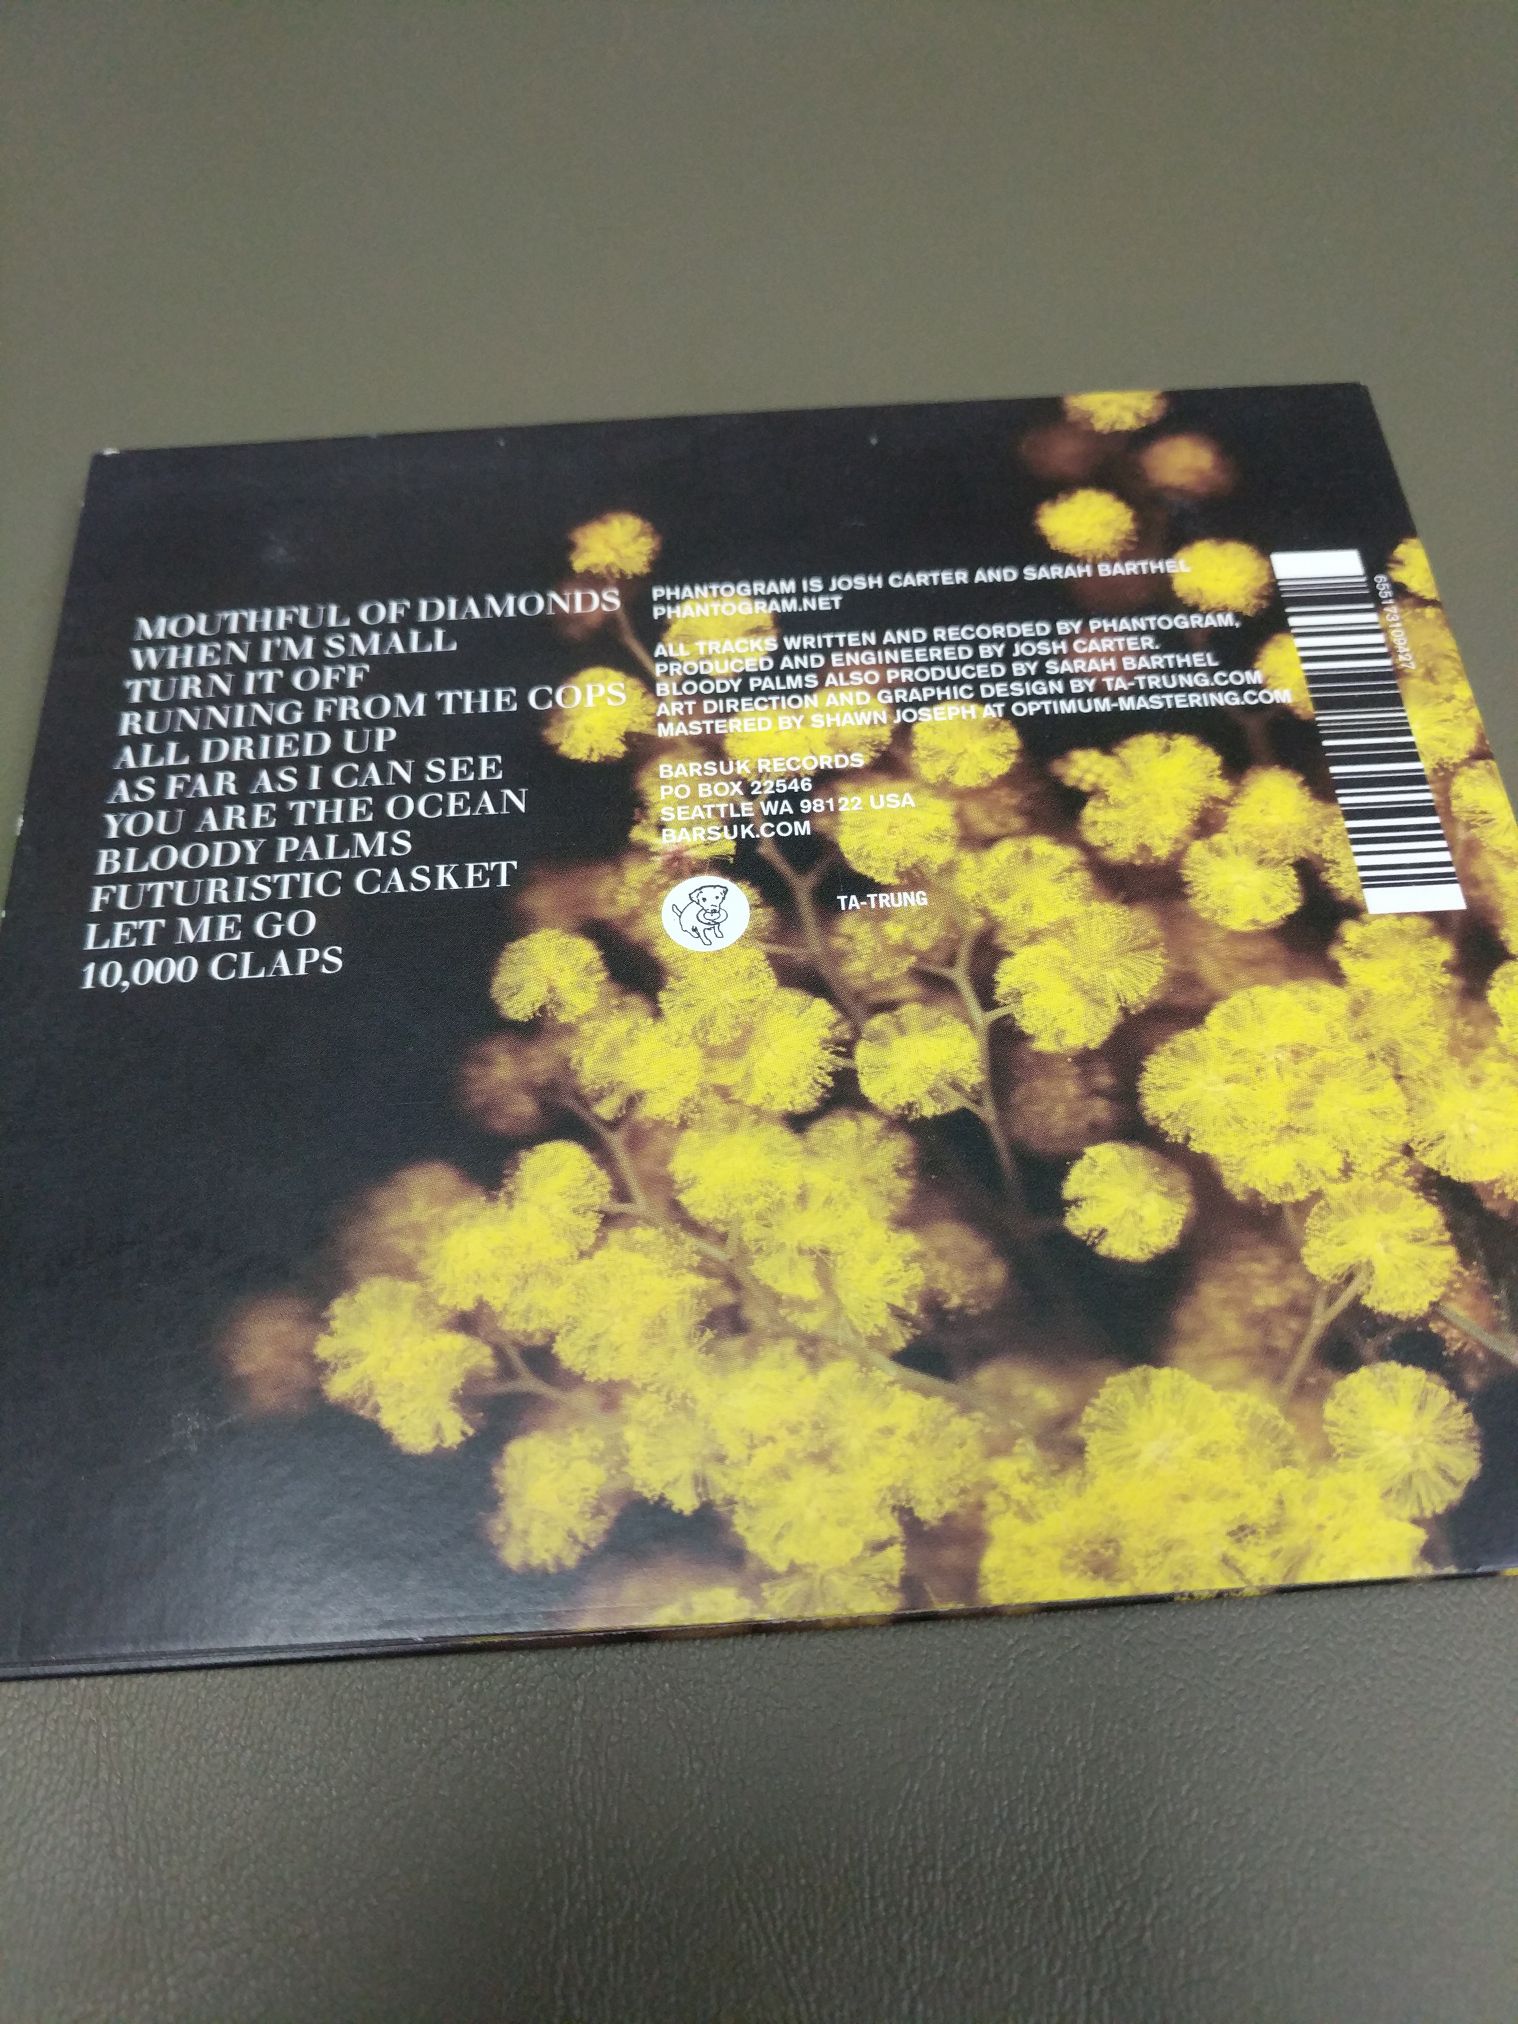 MOUTHFUL OF DIAMONDS
WHEN I'M SMALL
TURN IT OFF
RUNNING FROM THE COPS
ALL DRIED UP
AS FAR AS I CAN SEE
YOU ARE THE OCEAN
BLOODY PALMS
FUTURISTIC CASKET
LET ME GO
10,000 CLAPS
PHANTOGRAM IS JOSH CARTER AND SARAH BARTHEL
PHANTOGRAM.NET
ALL TRACKS WRITTEN AND RECORDED BY PHANTOGRAM,
PRODUCED AND ENGINEERED BY JOSH CARTER.
BLOODY PALMS ALSO PRODUCED BY SARAH BARTHEL
ART DIRECTION AND GRAPHIC DESIGN BY TA-TRUNG.COM
MASTERED BY SHAWN JOSEPH AT OPTIMUM-MASTERING.COM
BARSUK RECORDS
PO BOX 22546
SEATTLE WA 98122 USA
BARSUK.COM
TA-TRUNG
655173109427